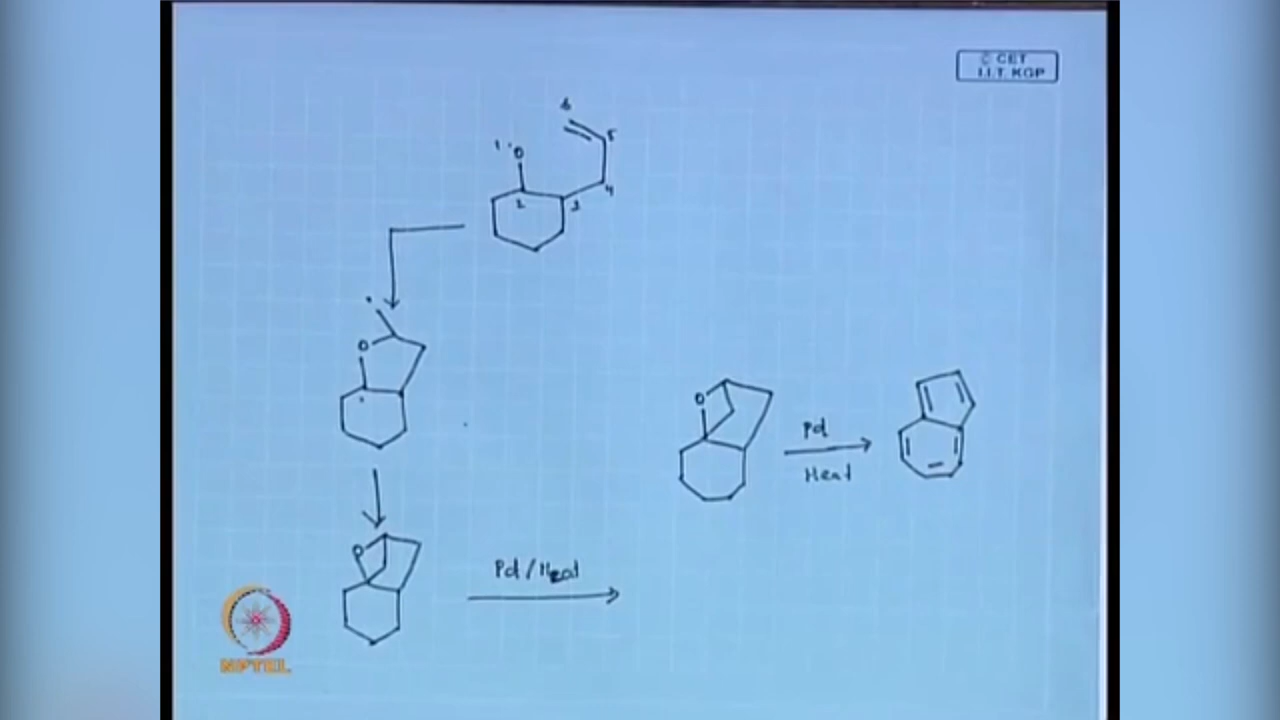 © CET
I.I.T. KGP
6
5
1
O
4
2
3
O
O
Pd
Heat
O
Pd / Heat
NPTEL